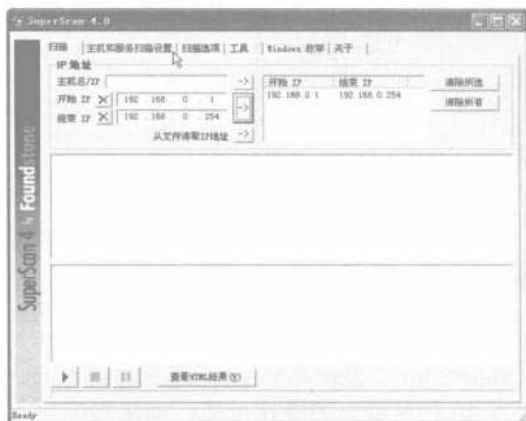 SuperScan 4.0
扫描 主机和服务扫描设置 扫描选项 工具 Windows 枚举 关于
IP 地址
主机名/IP ->
开始 IP X 192 . 168 . 0 . 1 ->
结束 IP X 192 . 168 . 0 . 254
从文件读取IP地址 ->
开始 IP 结束 IP
192.168.0.1 192.168.0.254
清除所选
清除所有
SuperScan 4 by Foundstone
查看HTML结果(V)
Ready